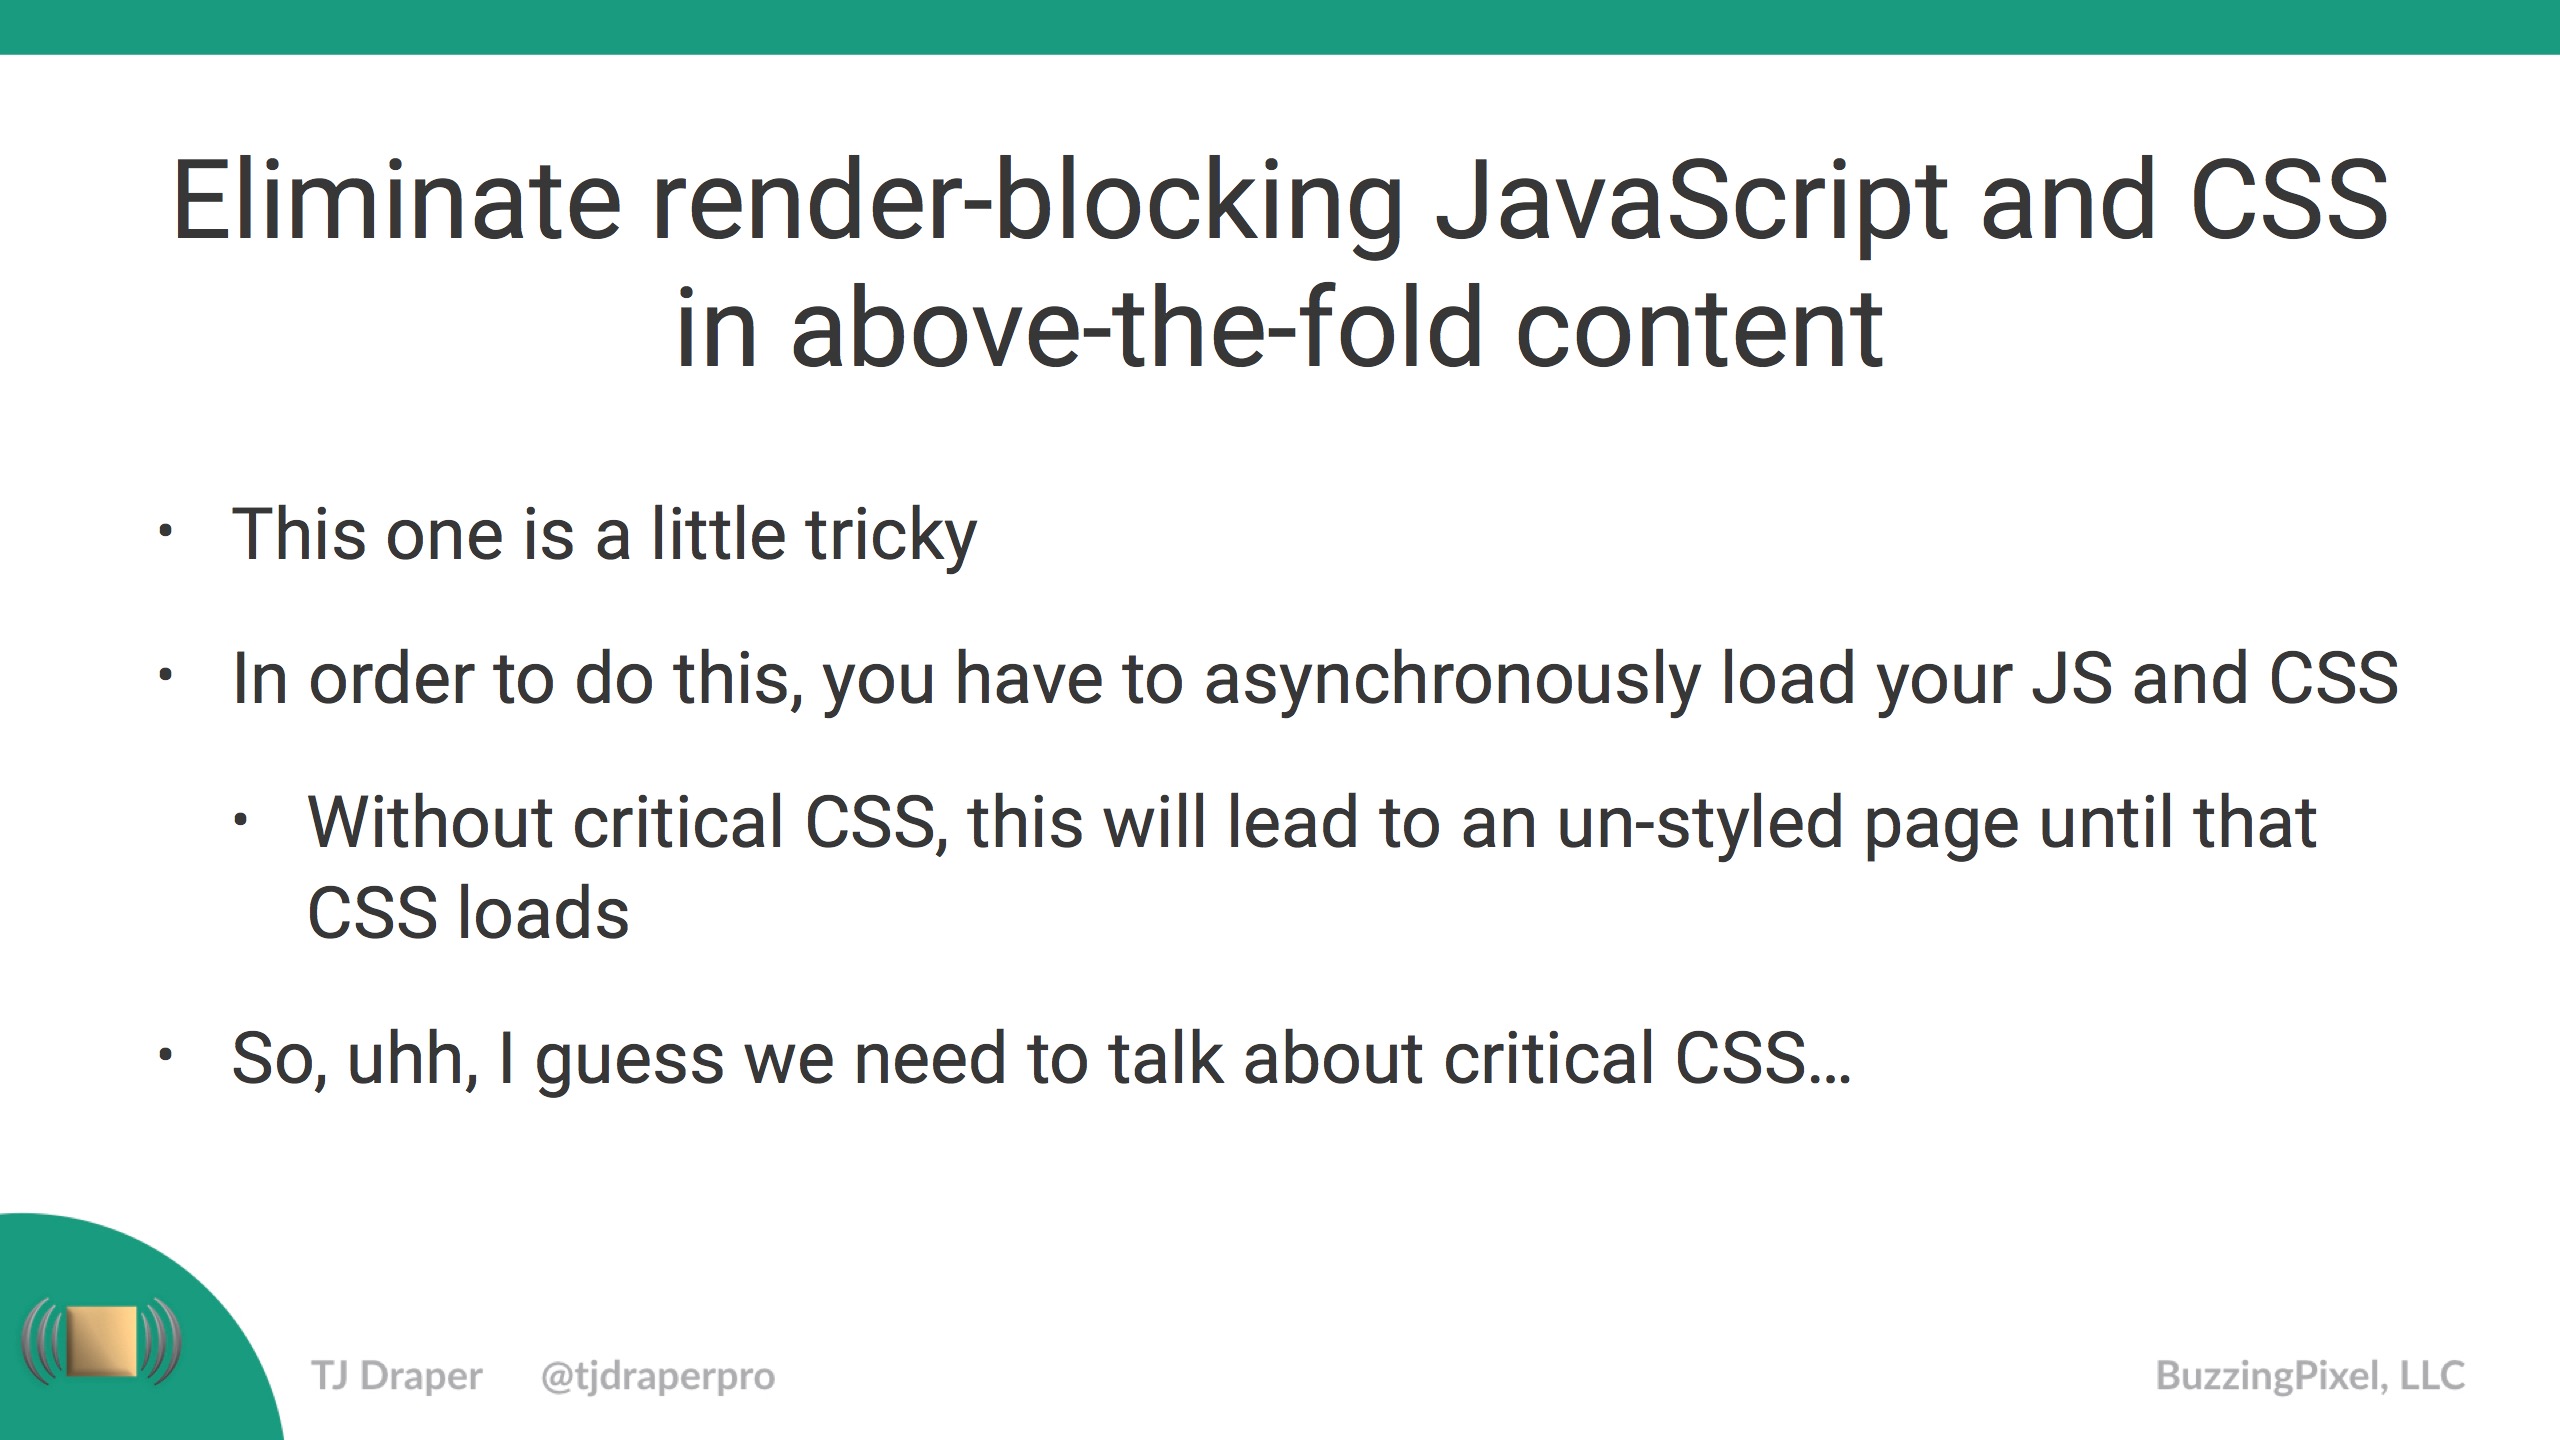 Eliminate render-blocking JavaScript and CSS
in above-the-fold content
• This one is a little tricky
• In order to do this, you have to asynchronously load your JS and CSS
• Without critical CSS, this will lead to an un-styled page until that
CSS loads
• So, uhh, I guess we need to talk about critical CSS…
TJ Draper @tjdraperpro
BuzzingPixel, LLC